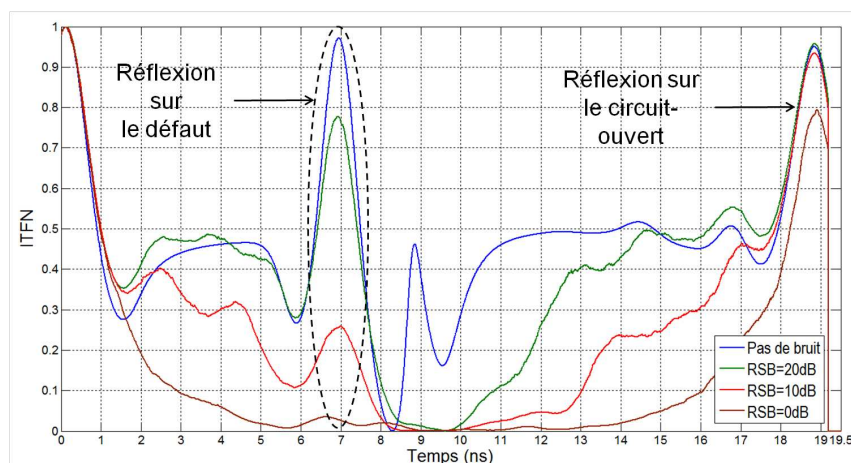 1
0.9
0.8
0.7
0.6
0.5
0.4
0.3
0.2
0.1
0
ITFN
Réflexion
sur
le défaut
Réflexion sur
le circuit-
ouvert
Pas de bruit
RSB=20dB
RSB=10dB
RSB=0dB
0 1 2 3 4 5 6 7 8 9 10 11 12 13 14 15 16 17 18 19 19.5
Temps (ns)